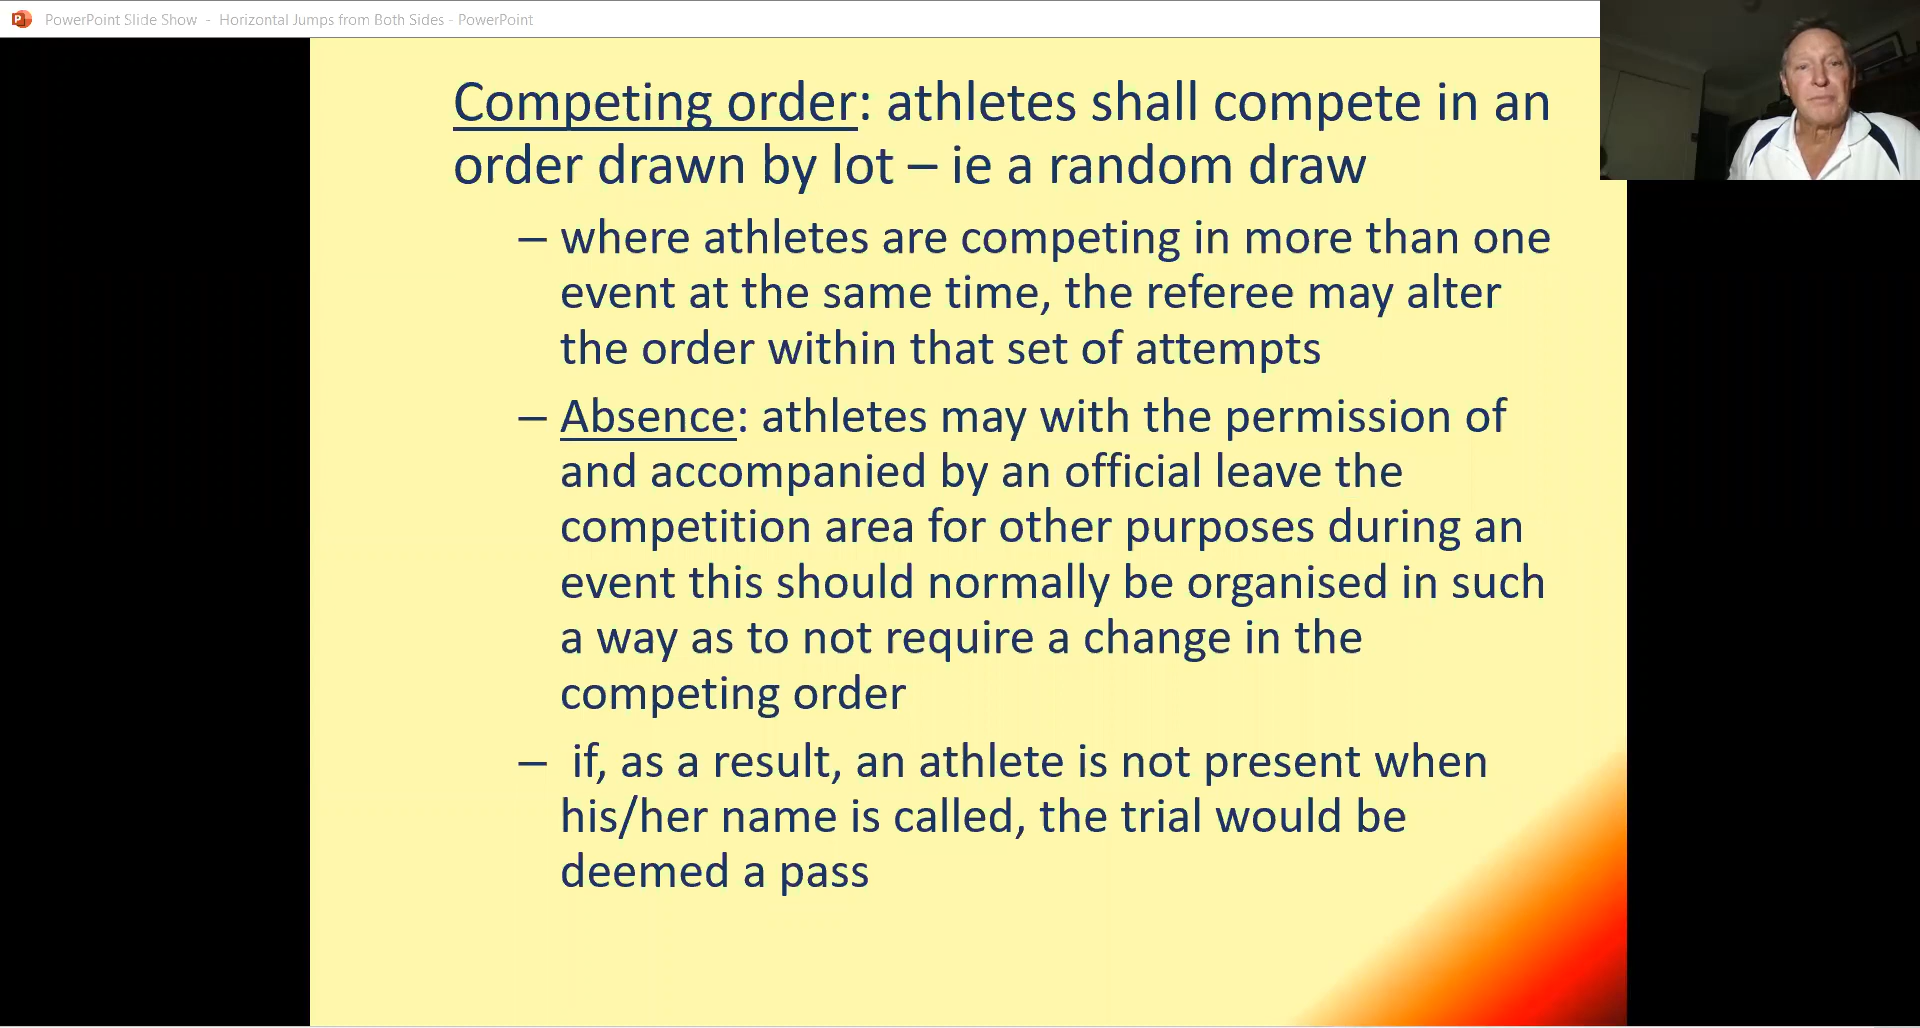 PowerPoint Slide Show - Horizontal Jumps from Both Sides - PowerPoint
Competing order: athletes shall compete in an
order drawn by lot – ie a random draw
– where athletes are competing in more than one
event at the same time, the referee may alter
the order within that set of attempts
– Absence: athletes may with the permission of
and accompanied by an official leave the
competition area for other purposes during an
event this should normally be organised in such
a way as to not require a change in the
competing order
– if, as a result, an athlete is not present when
his/her name is called, the trial would be
deemed a pass